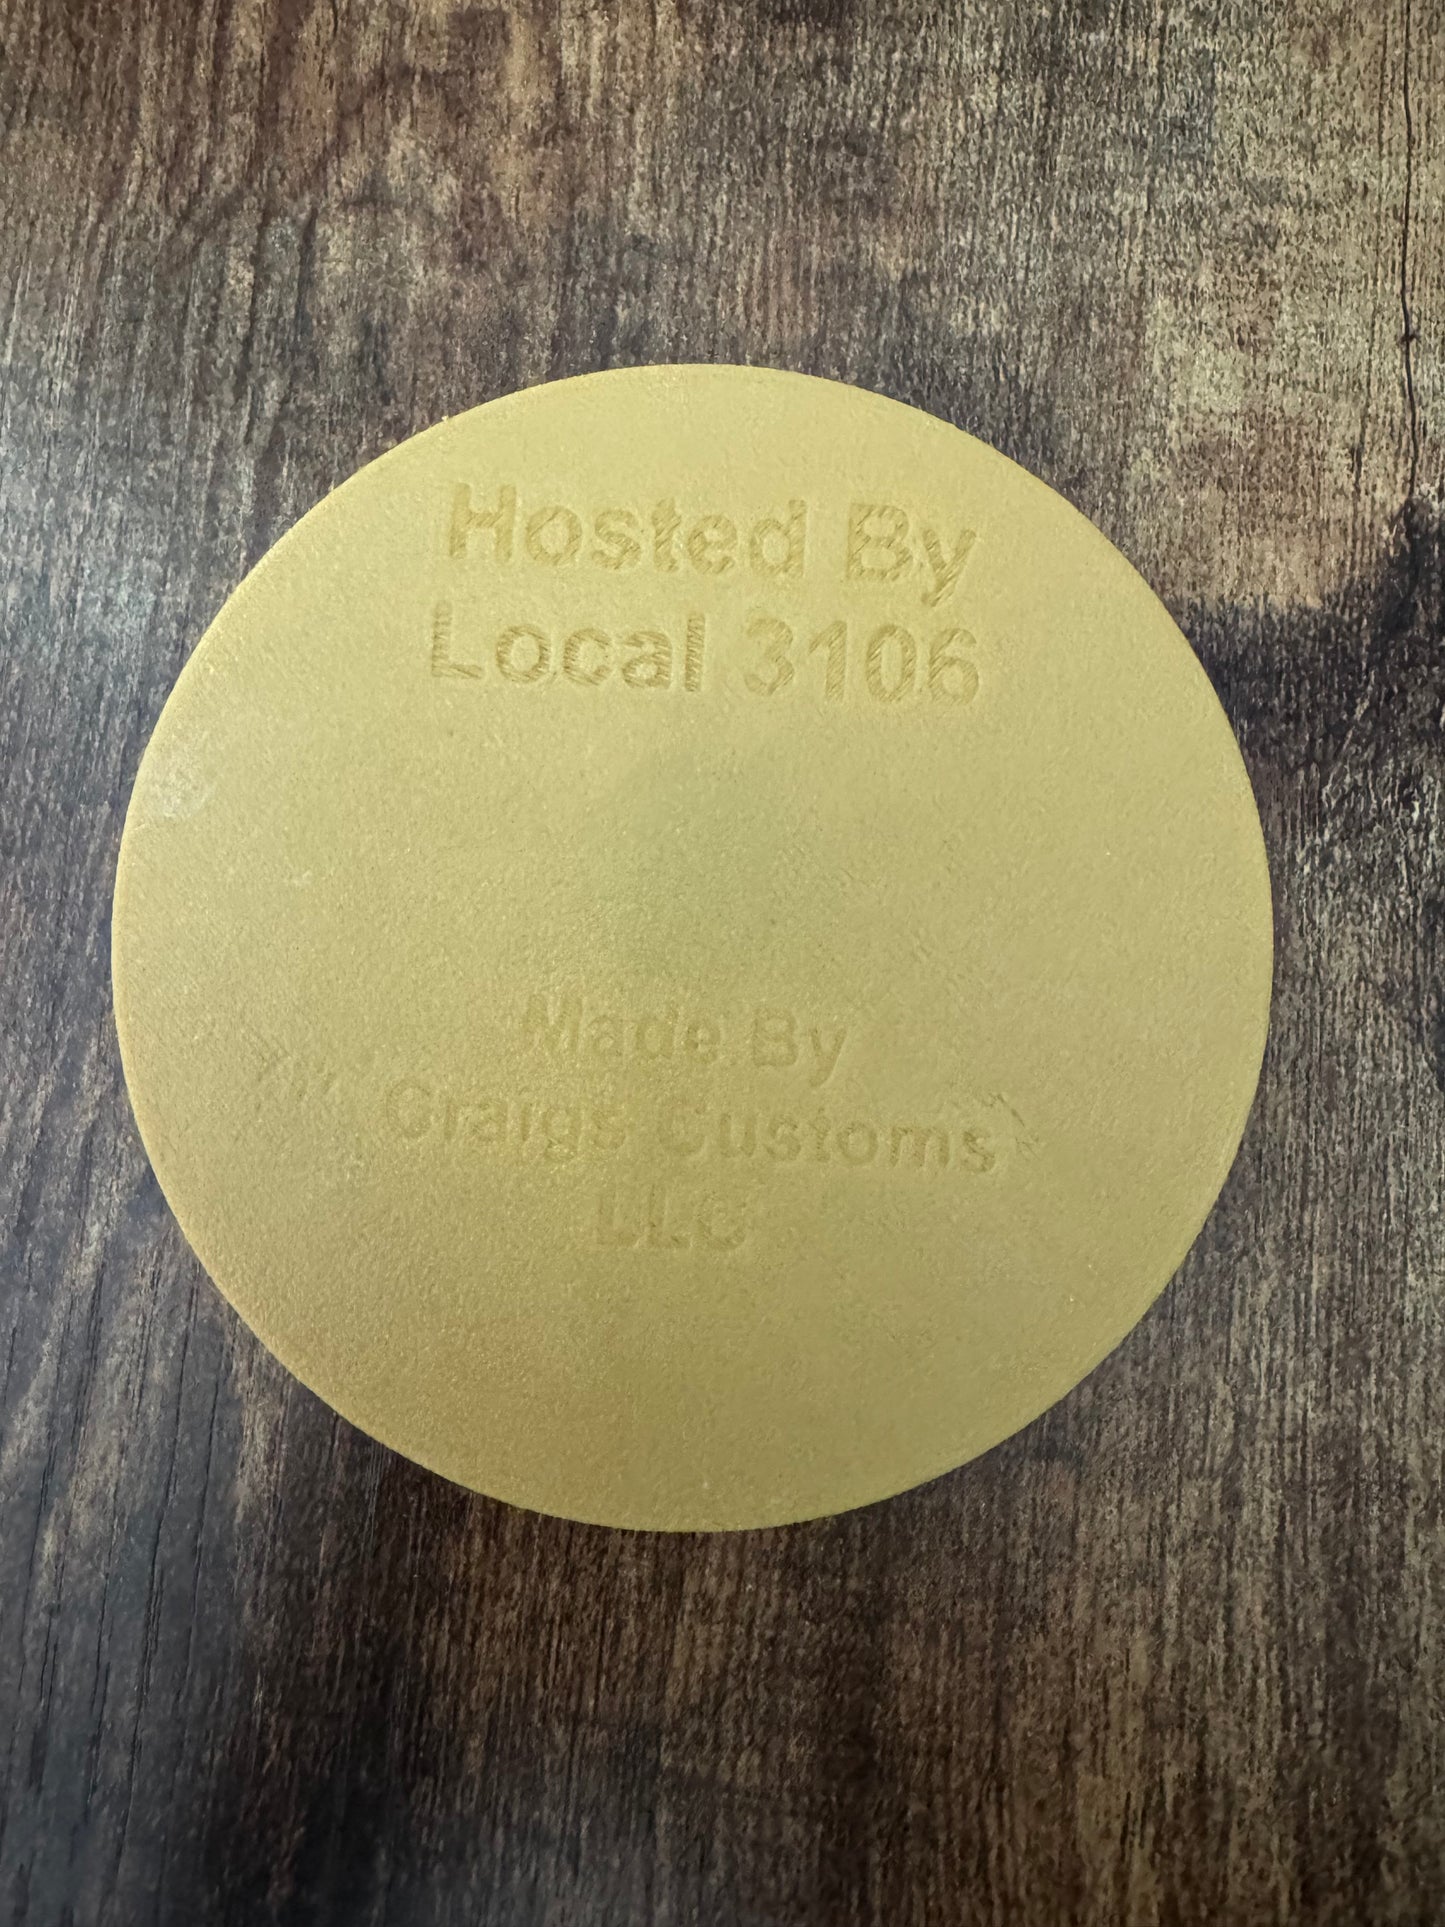 Hosted By
Local 3106
Made By
Craigs Customs
LLC